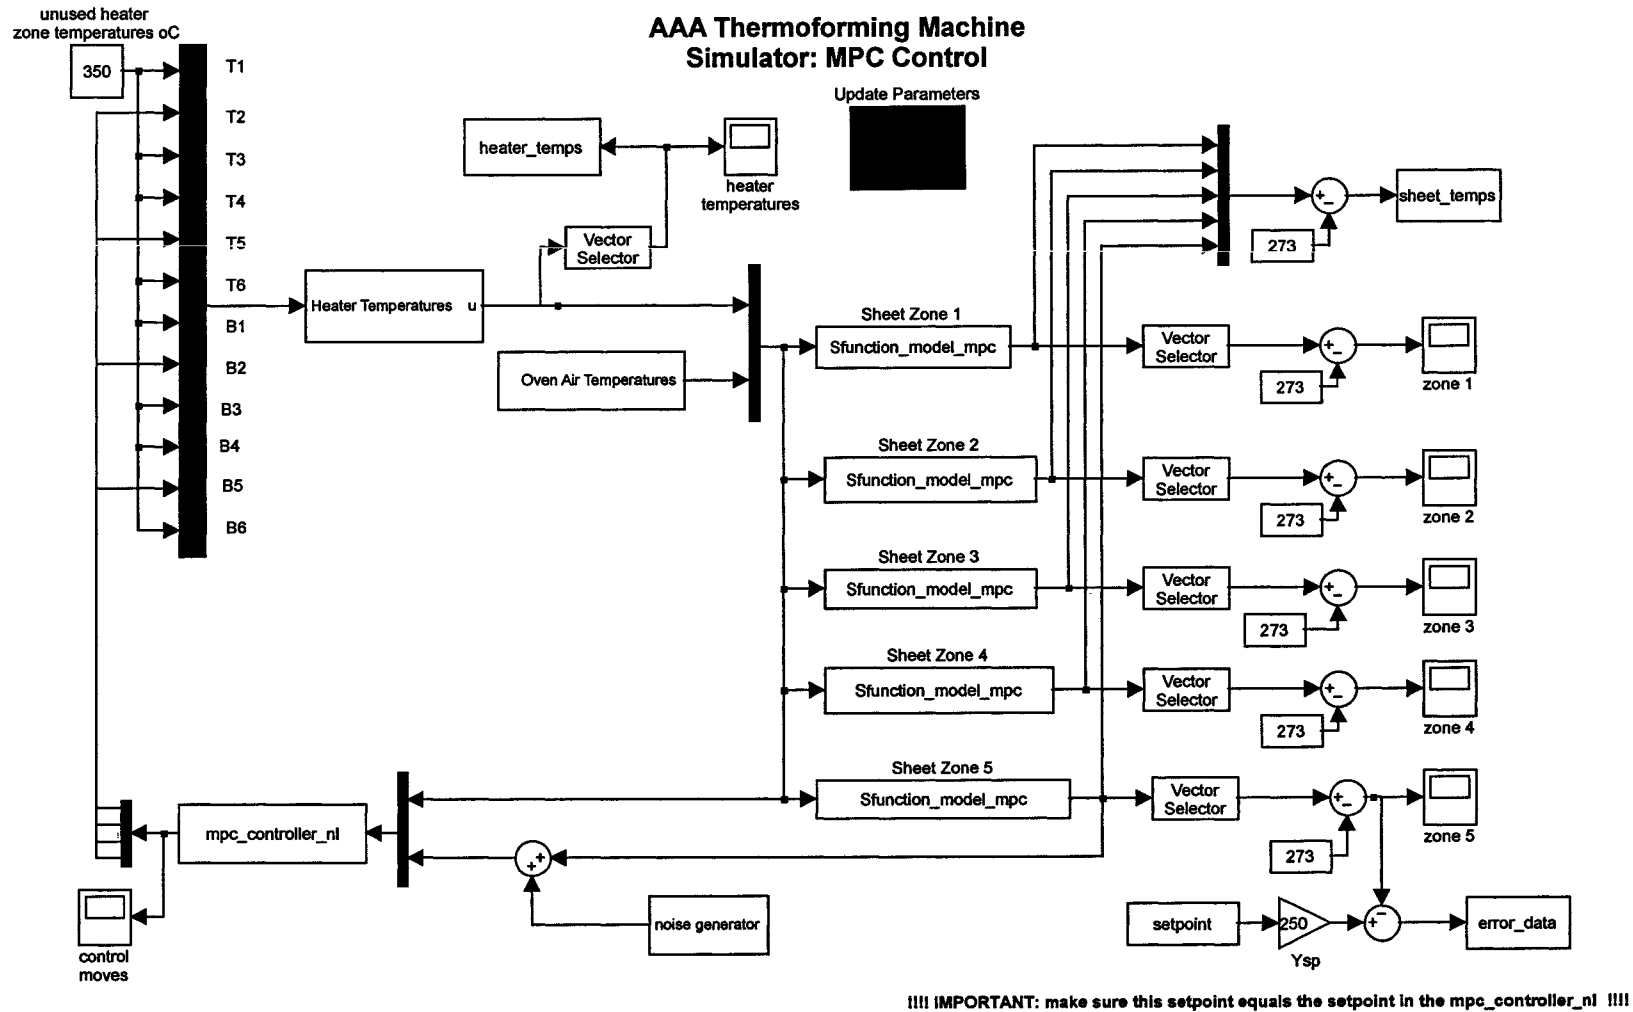 unused heater
zone temperatures oC
AAA Thermoforming Machine
Simulator: MPC Control
350
T1
T2
T3
T4
T5
T6
B1
B2
B3
B4
B5
B6
Update Parameters
heater_temps
heater
temperatures
Vector
Selector
Heater Temperatures u
Oven Air Temperatures
+
−
sheet_temps
273
Sheet Zone 1
Sfunction_model_mpc
Vector
Selector
+
−
273
zone 1
Sheet Zone 2
Sfunction_model_mpc
Vector
Selector
+
−
273
zone 2
Sheet Zone 3
Sfunction_model_mpc
Vector
Selector
+
−
273
zone 3
Sheet Zone 4
Sfunction_model_mpc
Vector
Selector
+
−
273
zone 4
Sheet Zone 5
Sfunction_model_mpc
Vector
Selector
+
−
273
zone 5
mpc_controller_nl
+
+
noise generator
control
moves
setpoint
250
Ysp
−
+
error_data
!!!! IMPORTANT: make sure this setpoint equals the setpoint in the mpc_controller_nl !!!!